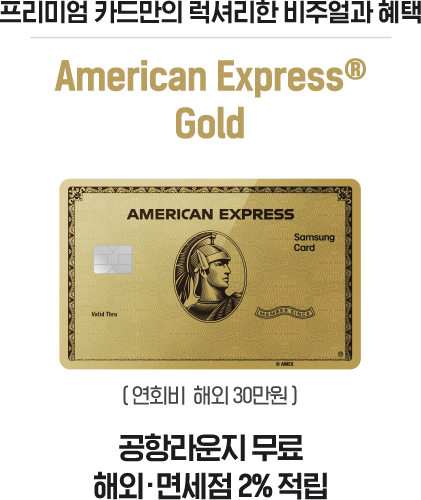 프리미엄 카드만의 럭셔리한 비주얼과 혜택
American Express®
Gold
AMERICAN EXPRESS
Samsung
Card
Valid Thru
MEMBER SINCE
®
© AMEX
( 연회비 해외 30만원 )
공항라운지 무료
해외·면세점 2% 적립